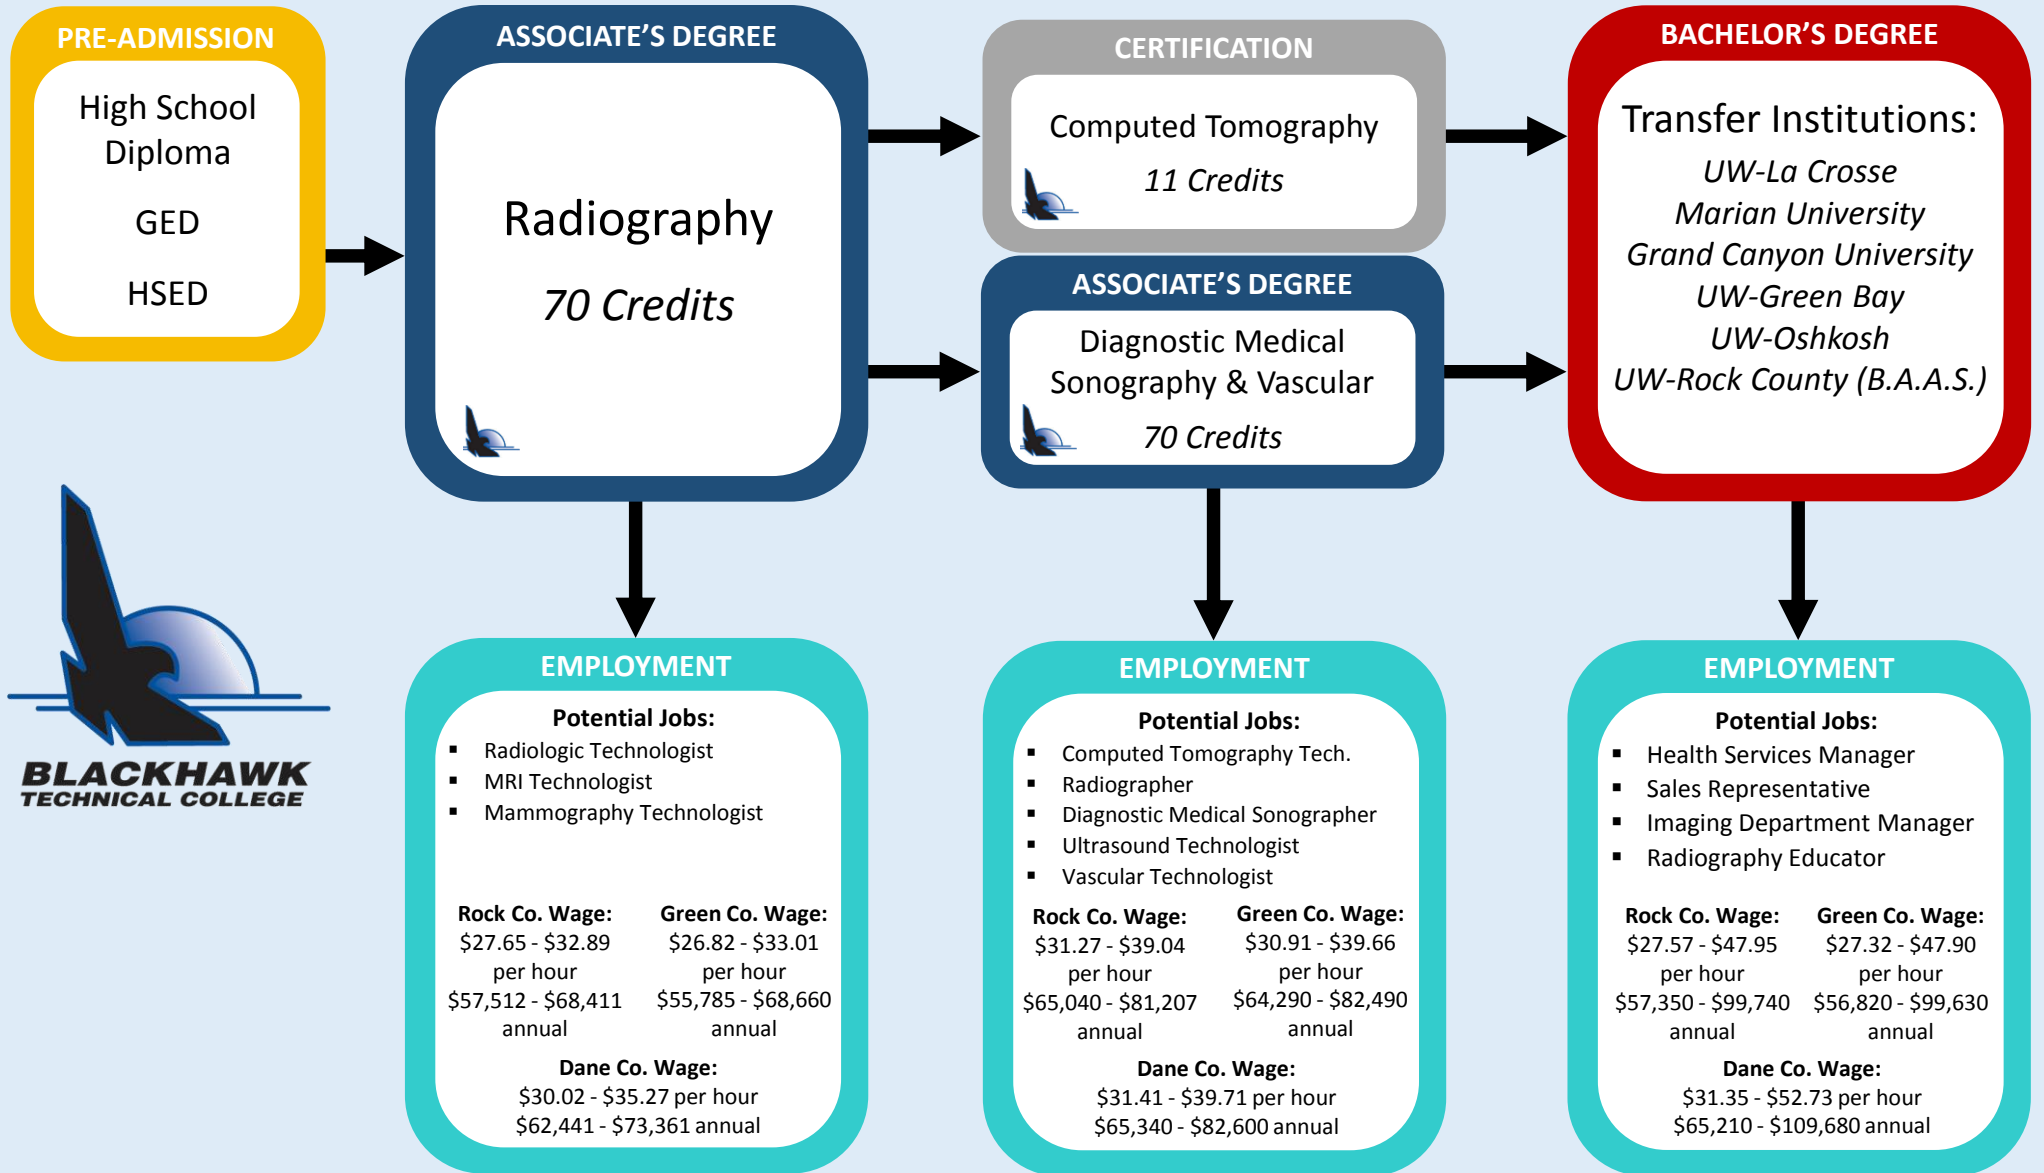 PRE-ADMISSION
High School
Diploma
GED
HSED
ASSOCIATE'S DEGREE
Radiography
70 Credits
CERTIFICATION
Computed Tomography
11 Credits
ASSOCIATE'S DEGREE
Diagnostic Medical
Sonography & Vascular
70 Credits
BACHELOR'S DEGREE
Transfer Institutions:
UW-La Crosse
Marian University
Grand Canyon University
UW-Green Bay
UW-Oshkosh
UW-Rock County (B.A.A.S.)
BLACKHAWK
TECHNICAL COLLEGE
EMPLOYMENT
Potential Jobs:
▪ Radiologic Technologist
▪ MRI Technologist
▪ Mammography Technologist
Rock Co. Wage:
$27.65 - $32.89
per hour
$57,512 - $68,411
annual
Green Co. Wage:
$26.82 - $33.01
per hour
$55,785 - $68,660
annual
Dane Co. Wage:
$30.02 - $35.27 per hour
$62,441 - $73,361 annual
EMPLOYMENT
Potential Jobs:
▪ Computed Tomography Tech.
▪ Radiographer
▪ Diagnostic Medical Sonographer
▪ Ultrasound Technologist
▪ Vascular Technologist
Rock Co. Wage:
$31.27 - $39.04
per hour
$65,040 - $81,207
annual
Green Co. Wage:
$30.91 - $39.66
per hour
$64,290 - $82,490
annual
Dane Co. Wage:
$31.41 - $39.71 per hour
$65,340 - $82,600 annual
EMPLOYMENT
Potential Jobs:
▪ Health Services Manager
▪ Sales Representative
▪ Imaging Department Manager
▪ Radiography Educator
Rock Co. Wage:
$27.57 - $47.95
per hour
$57,350 - $99,740
annual
Green Co. Wage:
$27.32 - $47.90
per hour
$56,820 - $99,630
annual
Dane Co. Wage:
$31.35 - $52.73 per hour
$65,210 - $109,680 annual